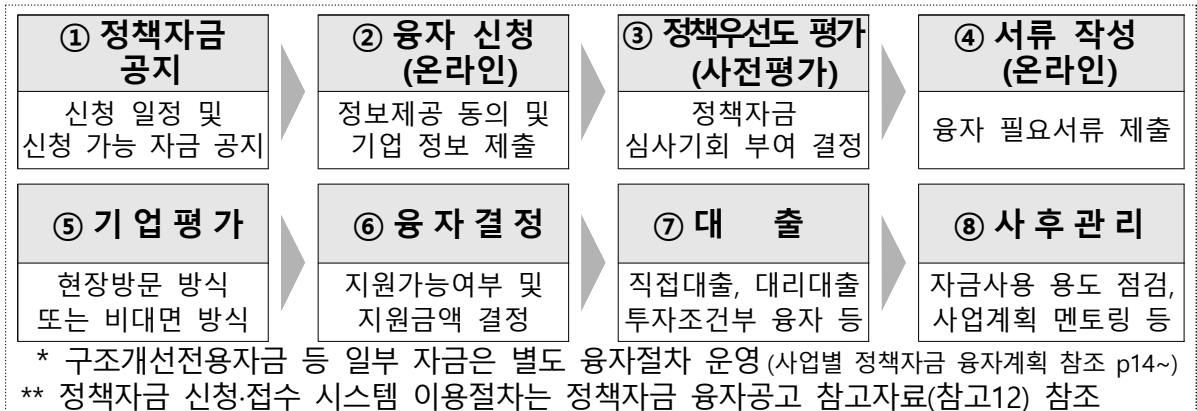 ① 정책자금
공지
신청 일정 및
신청 가능 자금 공지
② 융자 신청
(온라인)
정보제공 동의 및
기업 정보 제출
③ 정책우선도 평가
(사전평가)
정책자금
심사기회 부여 결정
④ 서류 작성
(온라인)
융자 필요서류 제출
⑤ 기 업 평 가
현장방문 방식
또는 비대면 방식
⑥ 융 자 결 정
지원가능여부 및
지원금액 결정
⑦ 대 출
직접대출, 대리대출
투자조건부 융자 등
⑧ 사 후 관 리
자금사용 용도 점검,
사업계획 멘토링 등
* 구조개선전용자금 등 일부 자금은 별도 융자절차 운영 (사업별 정책자금 융자계획 참조 p14~)
** 정책자금 신청·접수 시스템 이용절차는 정책자금 융자공고 참고자료(참고12) 참조